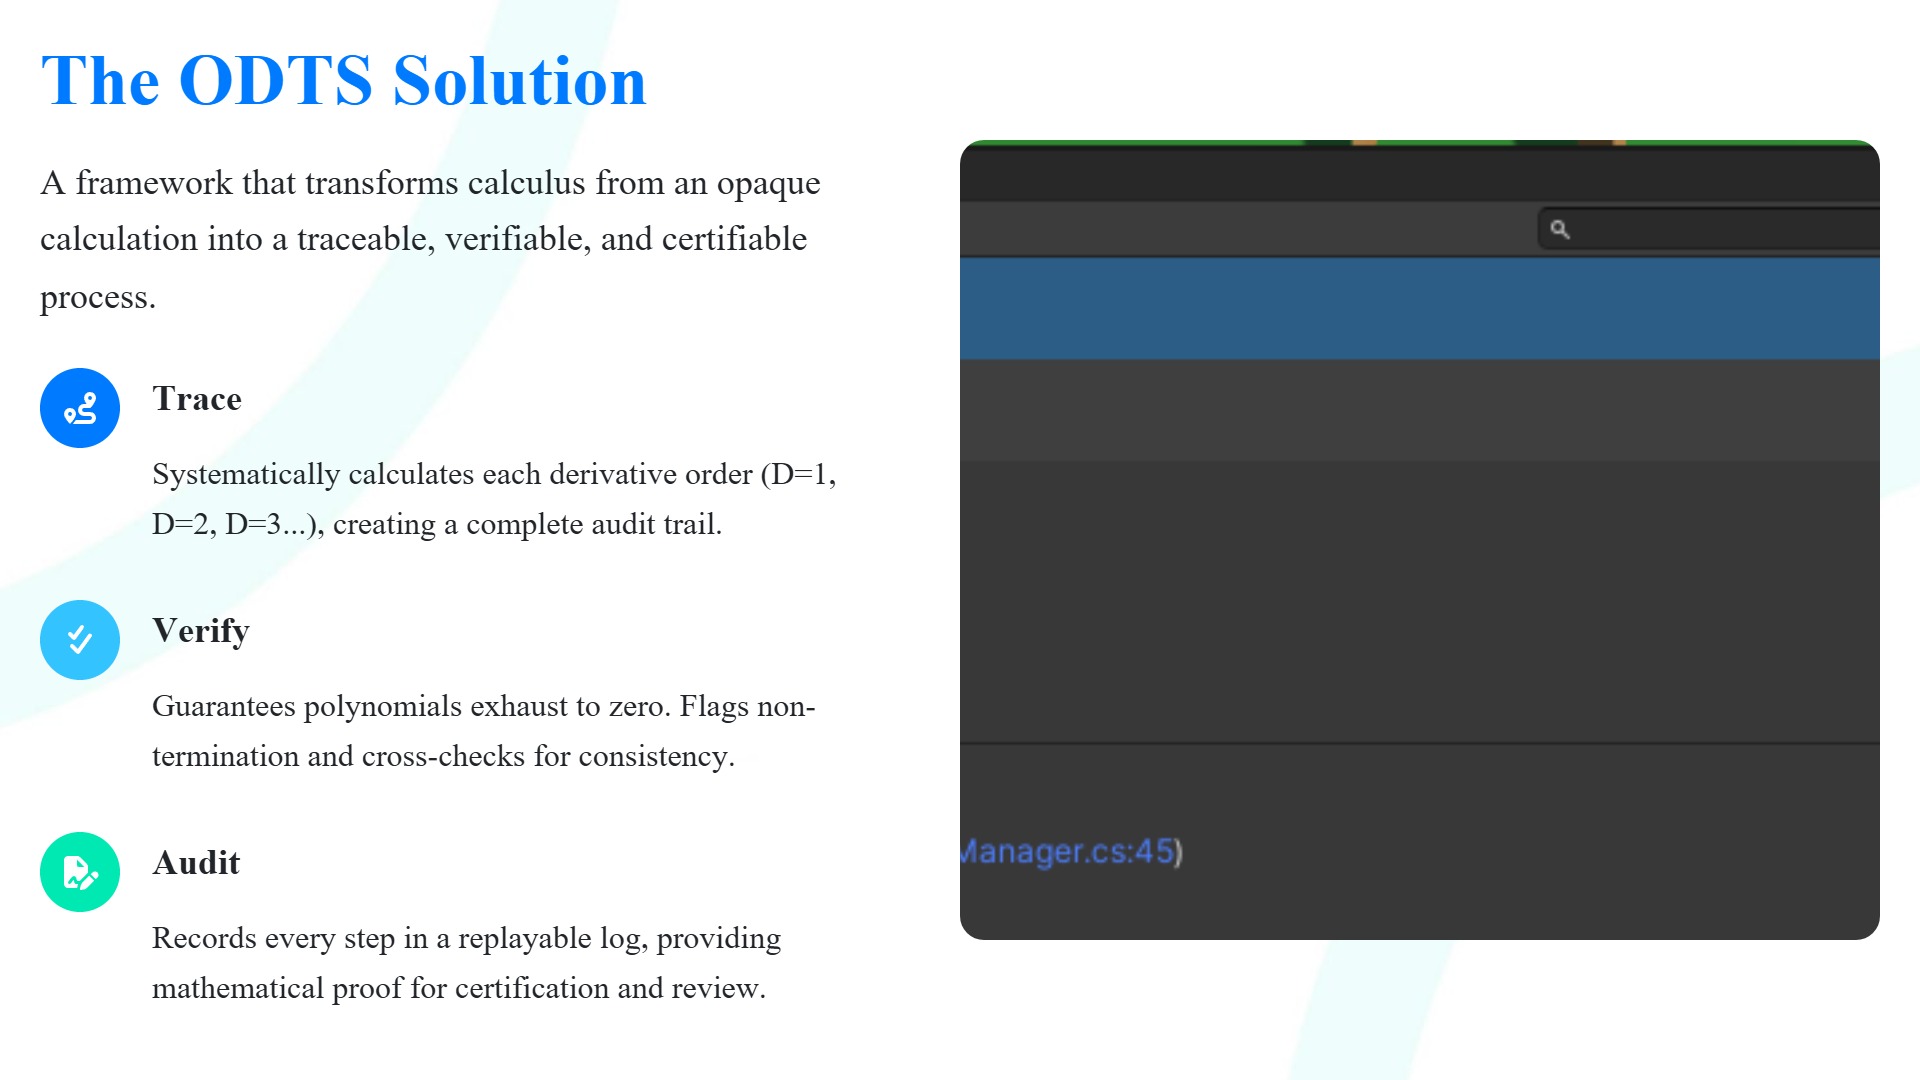 The ODTS Solution
A framework that transforms calculus from an opaque
calculation into a traceable, verifiable, and certifiable
process.
Trace
Systematically calculates each derivative order (D=1,
D=2, D=3...), creating a complete audit trail.
Verify
Guarantees polynomials exhaust to zero. Flags non-
termination and cross-checks for consistency.
Audit
Records every step in a replayable log, providing
mathematical proof for certification and review.
Manager.cs:45)